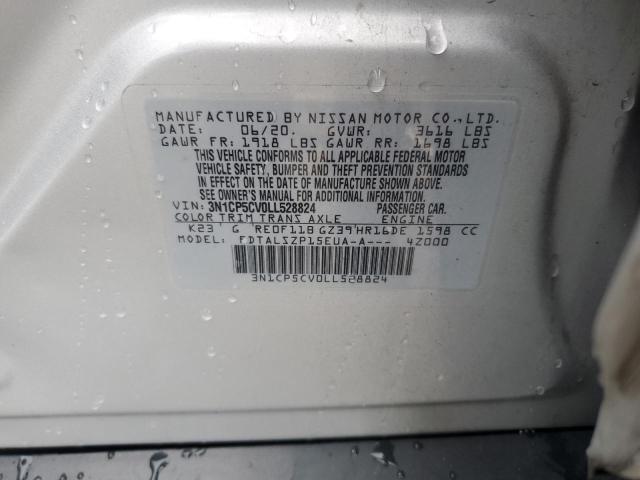 MANUFACTURED BY NISSAN MOTOR CO.,LTD.
DATE: 06/20. GVWR: 3616 LBS
GAWR FR: 1918 LBS GAWR RR: 1698 LBS
THIS VEHICLE CONFORMS TO ALL APPLICABLE FEDERAL MOTOR
VEHICLE SAFETY, BUMPER AND THEFT PREVENTION STANDARDS
IN EFFECT ON THE DATE OF MANUFACTURE SHOWN ABOVE.
SEE OWNER'S MANUAL FOR ADDITIONAL INFORMATION
VIN: 3N1CP5CV0LL528824 PASSENGER CAR.
COLOR TRIM TRANS AXLE ENGINE
K23 G RE0F11B GZ39 HR16DE 1598 CC
MODEL: FDTALSZP15EUA-A--- 4Z000
3N1CP5CV0LL528824